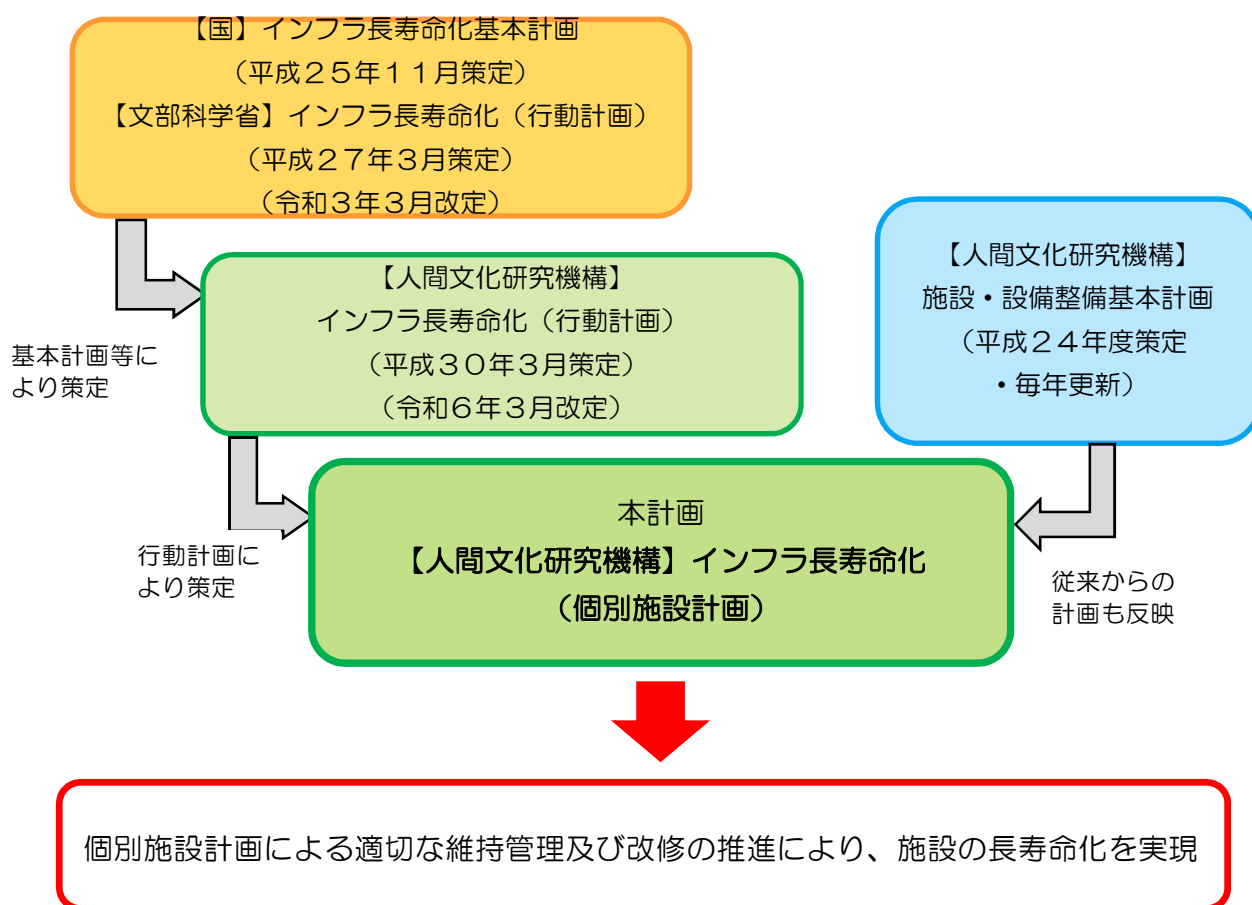 【国】インフラ長寿命化基本計画
（平成２５年１１月策定）
【文部科学省】インフラ長寿命化（行動計画）
（平成２７年３月策定）
（令和３年３月改定）
【人間文化研究機構】
施設・設備整備基本計画
（平成２４年度策定
・毎年更新）
【人間文化研究機構】
インフラ長寿命化（行動計画）
（平成３０年３月策定）
（令和６年３月改定）
基本計画等に
より策定
本計画
【人間文化研究機構】インフラ長寿命化
（個別施設計画）
行動計画に
より策定
従来からの
計画も反映
個別施設計画による適切な維持管理及び改修の推進により、施設の長寿命化を実現